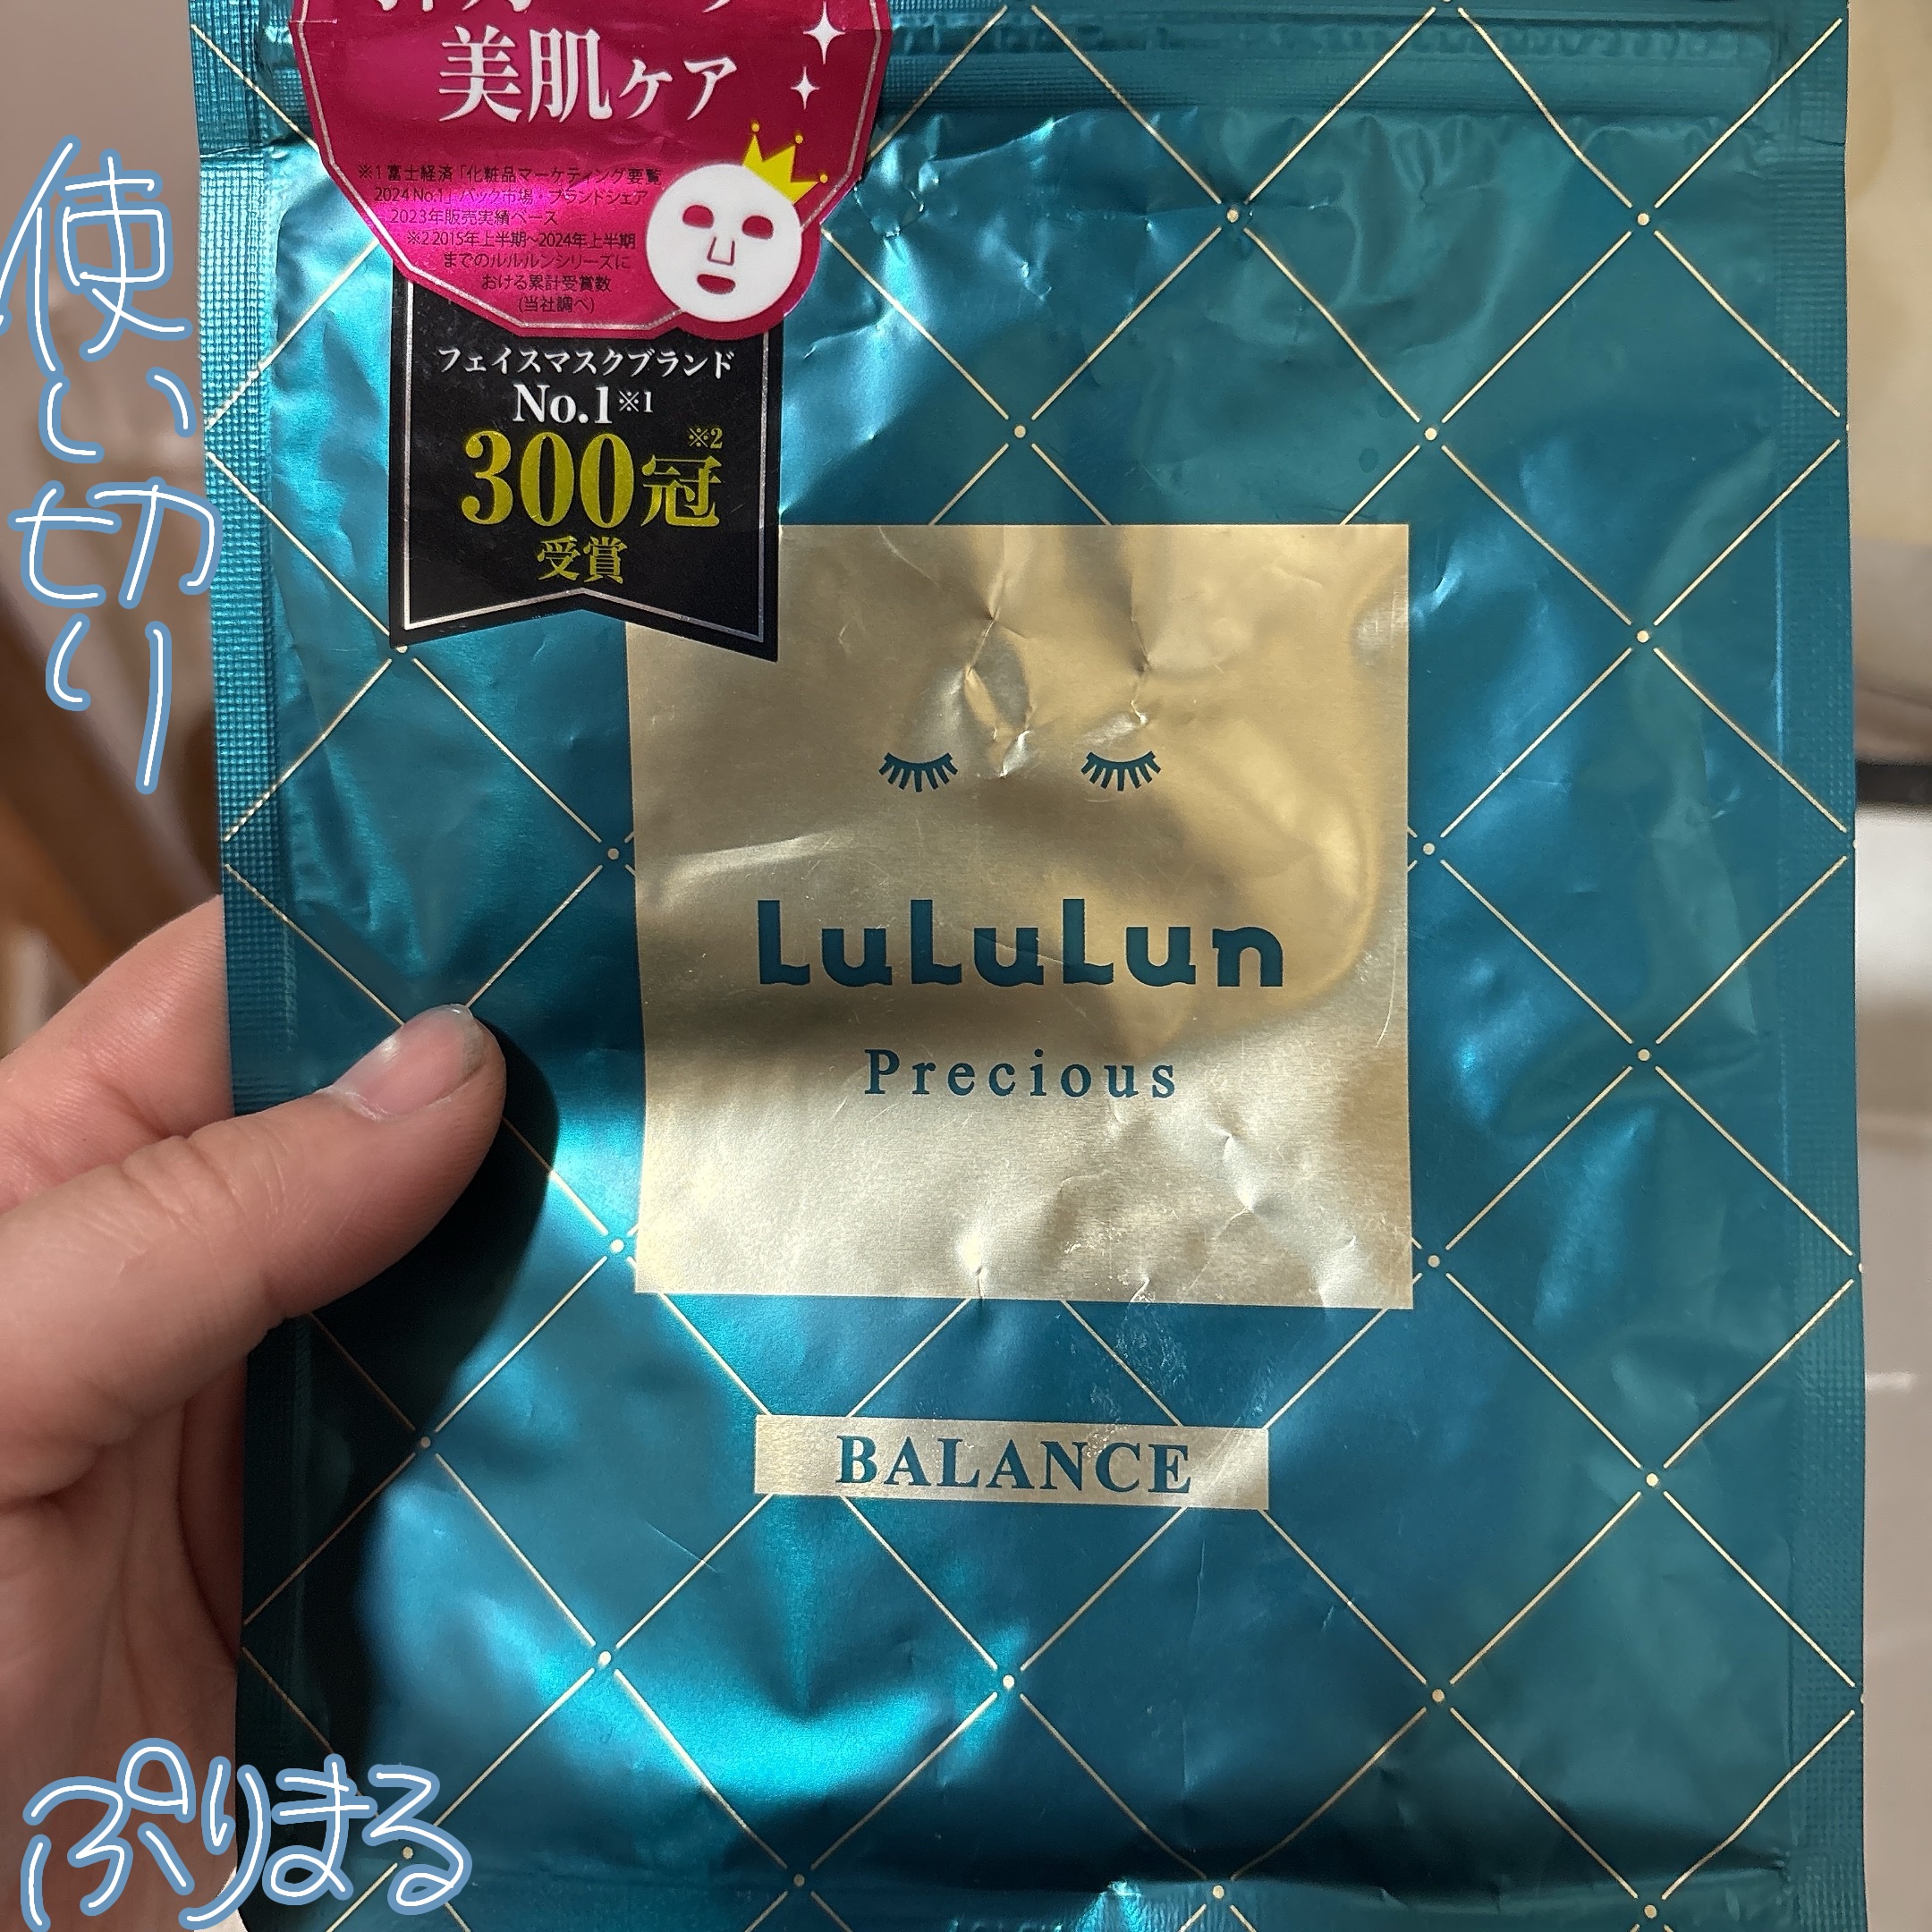 美肌ケア
※1 富士経済「化粧品マーケティング要覧
2024 No.1」パック市場・ブランドシェア
2023年販売実績ベース
※2 2015年上半期~2024年上半期
までのルルルンシリーズに
おける累計受賞数
(当社調べ)
フェイスマスクブランド
No.1※1
300冠※2
受賞
使い切り
LuLuLun
Precious
BALANCE
ぷりまる